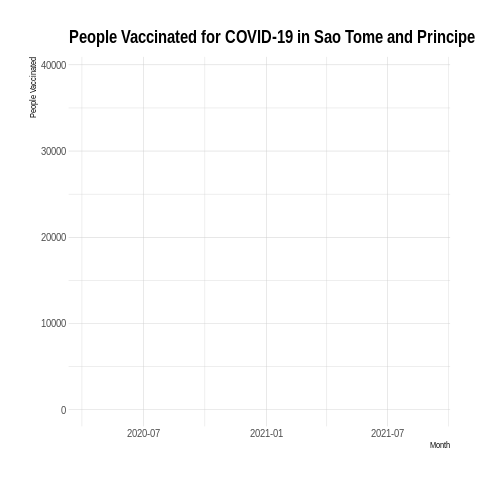 People Vaccinated for COVID-19 in Sao Tome and Principe
People Vaccinated
40000
30000
20000
10000
0
2020-07 2021-01 2021-07
Month